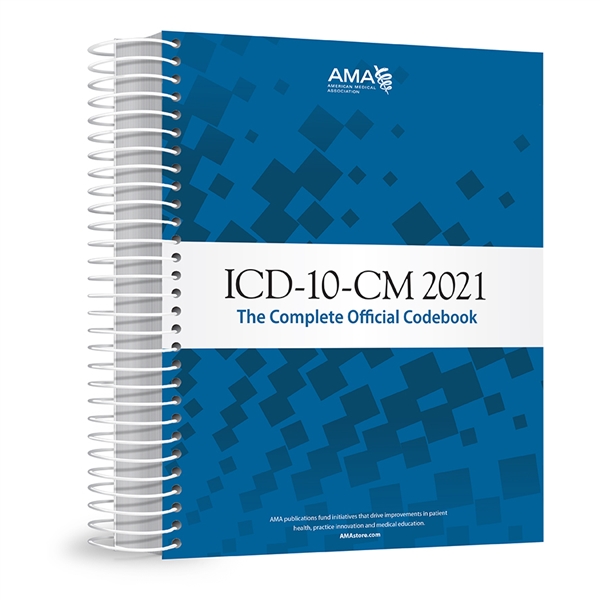 AMA
AMERICAN MEDICAL
ASSOCIATION
ICD-10-CM 2021
The Complete Official Codebook
AMA publications fund initiatives that drive improvements in patient
health, practice innovation and medical education.
AMAstore.com